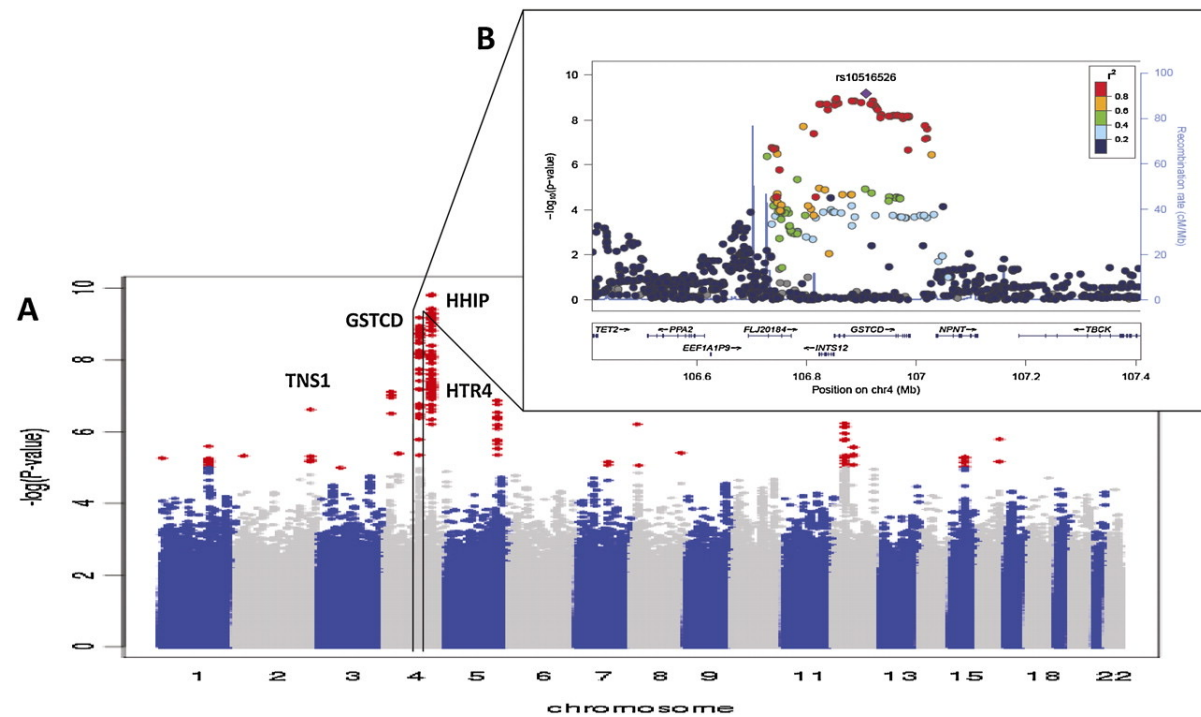 B
rs10516526
10
8
6
4
2
0
−log₁₀(p-value)
r²
0.8
0.6
0.4
0.2
100
80
60
40
20
0
Recombination rate (cM/Mb)
TET2→ ←PPA2 FLJ20184→ GSTCD→ NPNT→ ←TBCK
EEF1A1P9→ ←INTS12
106.6 106.8 107 107.2 107.4
Position on chr4 (Mb)
A
10
8
6
4
2
0
-log(P-value)
HHIP
GSTCD
TNS1
HTR4
1 2 3 4 5 6 7 8 9 11 13 15 18 22
chromosome